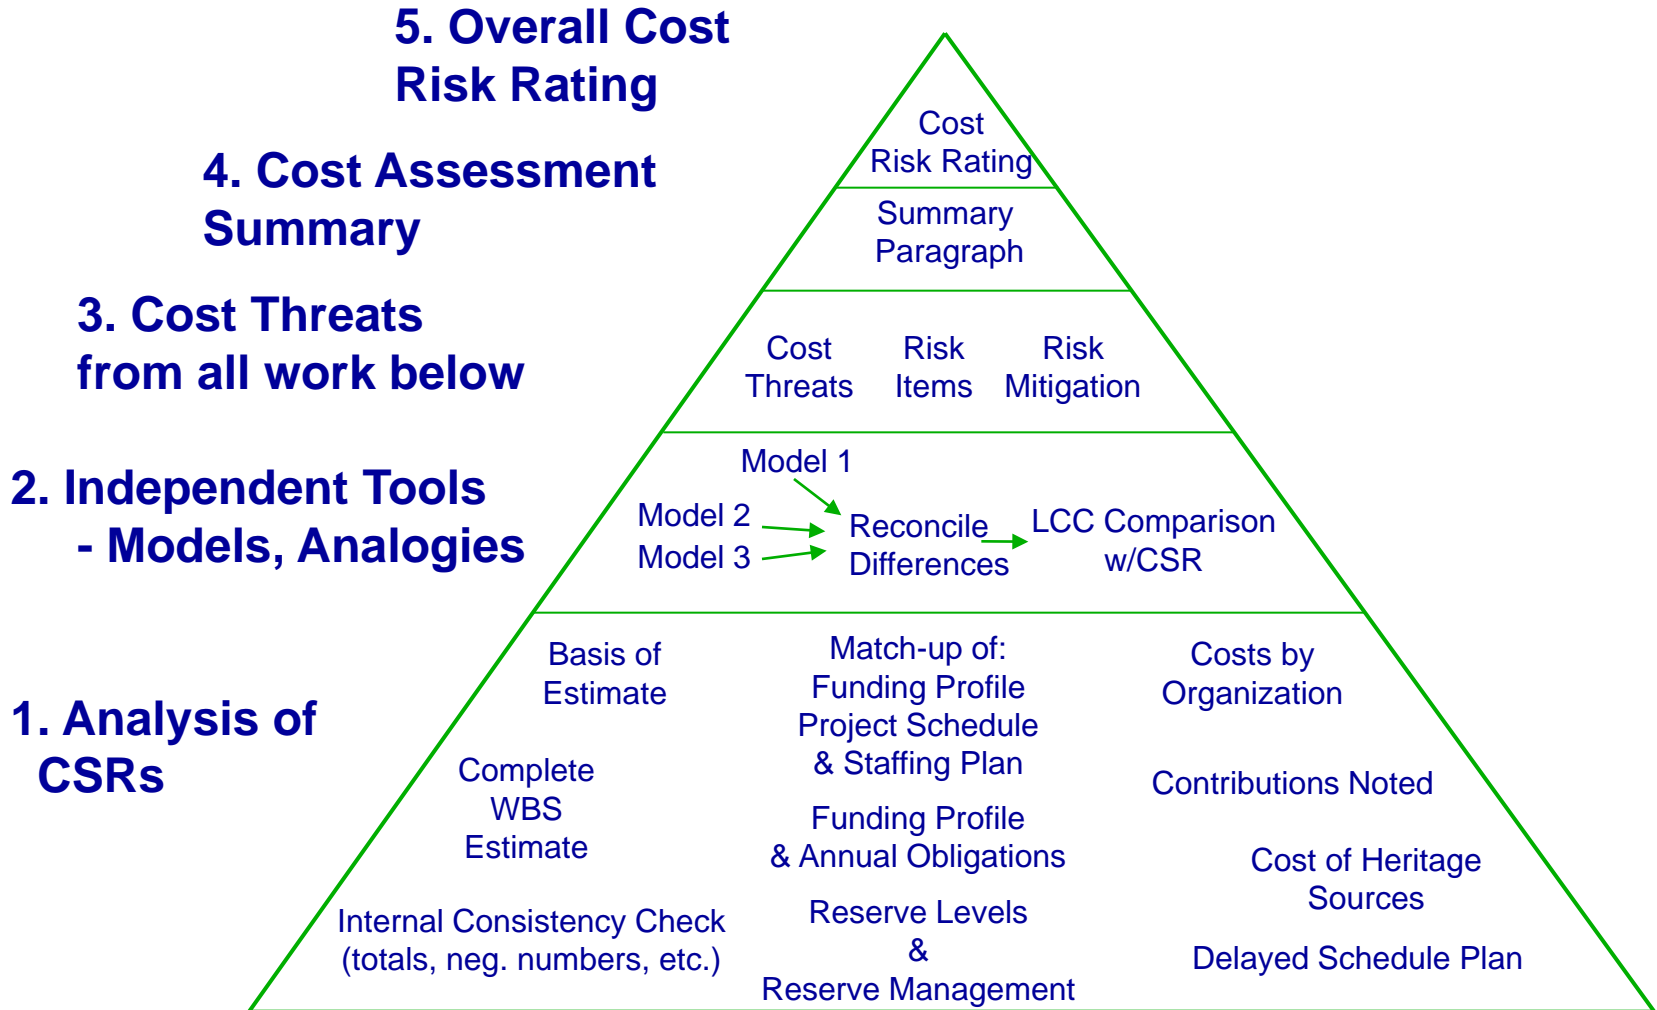 5. Overall Cost
Risk Rating
Cost
Risk Rating
4. Cost Assessment
Summary
Summary
Paragraph
3. Cost Threats
from all work below
Cost
Threats
Risk
Items
Risk
Mitigation
2. Independent Tools
- Models, Analogies
Model 1
Model 2
Model 3
Reconcile
Differences
LCC Comparison
w/CSR
1. Analysis of
CSRs
Basis of
Estimate
Complete
WBS
Estimate
Internal Consistency Check
(totals, neg. numbers, etc.)
Match-up of:
Funding Profile
Project Schedule
& Staffing Plan
Funding Profile
& Annual Obligations
Reserve Levels
&
Reserve Management
Costs by
Organization
Contributions Noted
Cost of Heritage
Sources
Delayed Schedule Plan